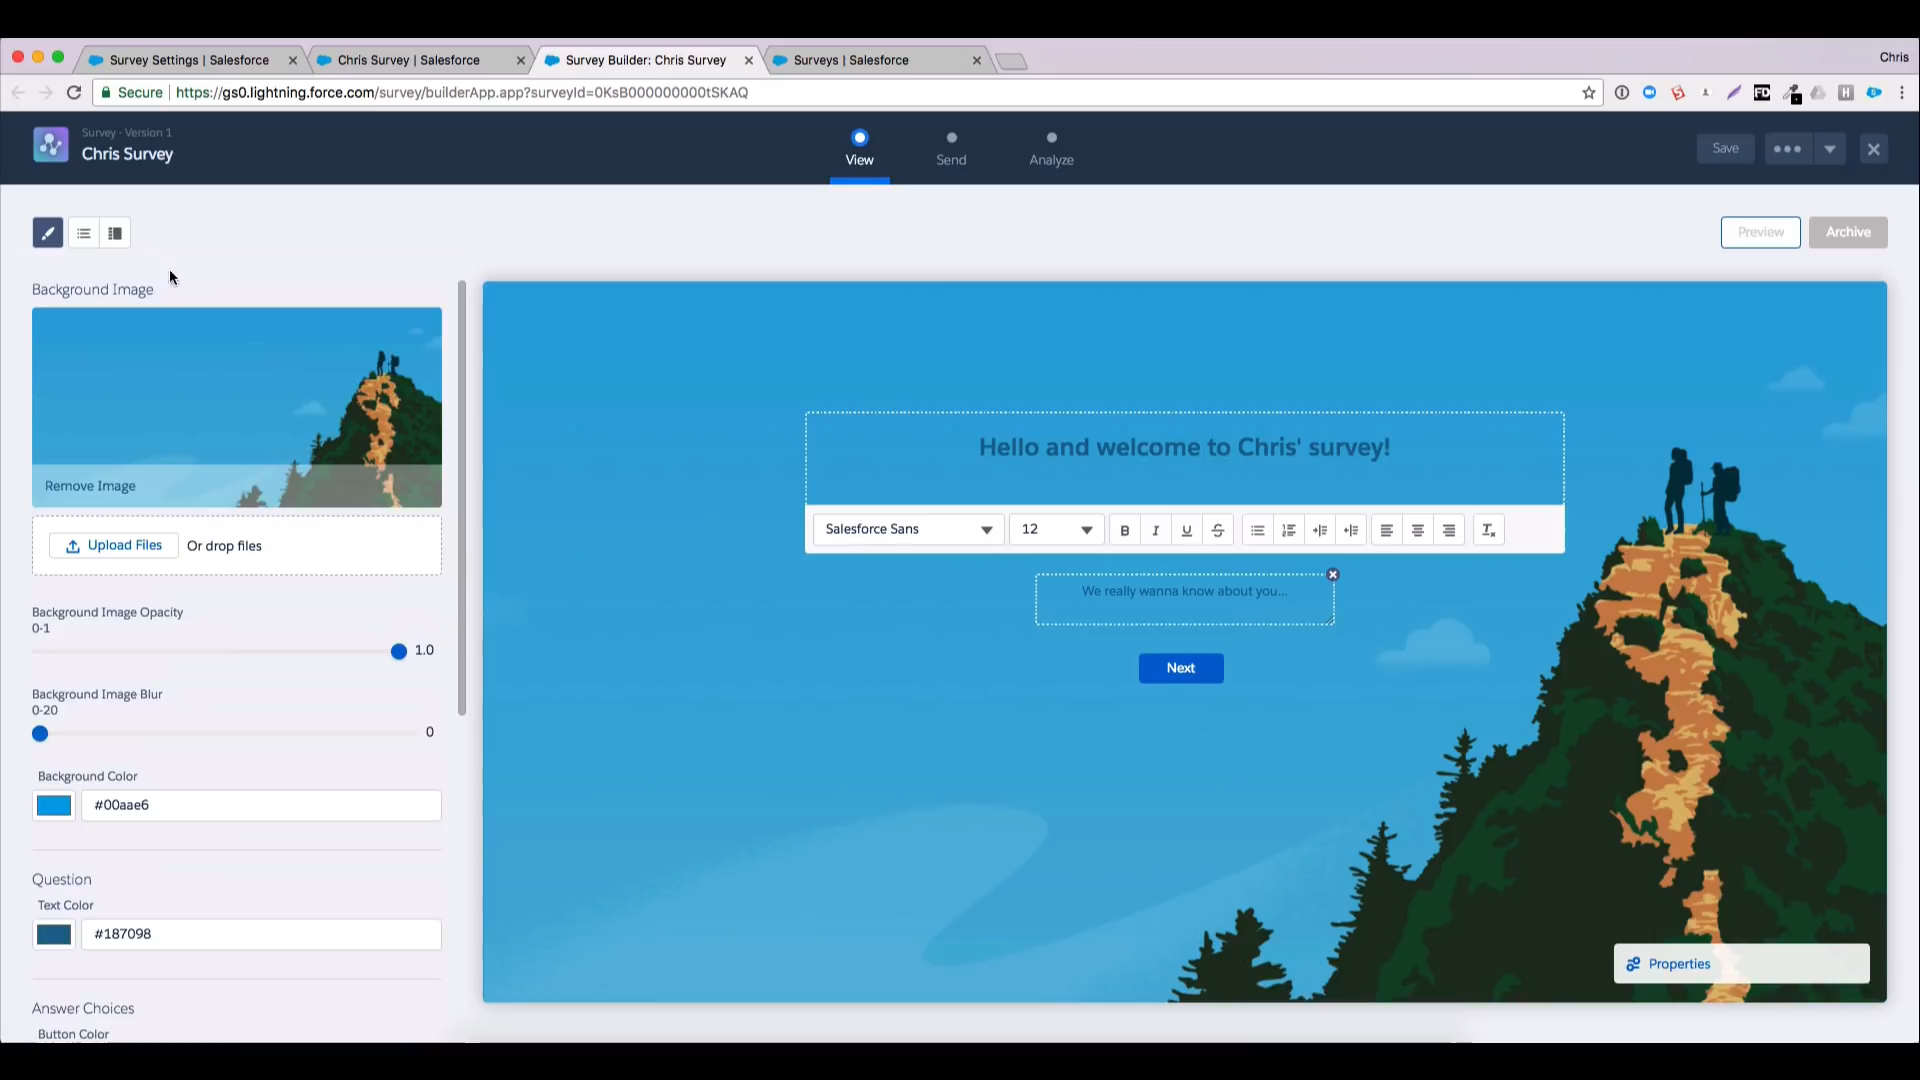 Survey Settings | Salesforce
Chris Survey | Salesforce
Survey Builder: Chris Survey
Surveys | Salesforce
Chris
Secure
https://gs0.lightning.force.com/survey/builderApp.app?surveyId=0KsB000000000tSKAQ
FD
H
Survey - Version 1
Chris Survey
View
Send
Analyze
Save
Preview
Archive
Background Image
Remove Image
Upload Files
Or drop files
Background Image Opacity
0-1
1.0
Background Image Blur
0-20
0
Background Color
#00aae6
Question
Text Color
#187098
Answer Choices
Button Color
Hello and welcome to Chris' survey!
Salesforce Sans
12
B I U S
We really wanna know about you...
Next
Properties